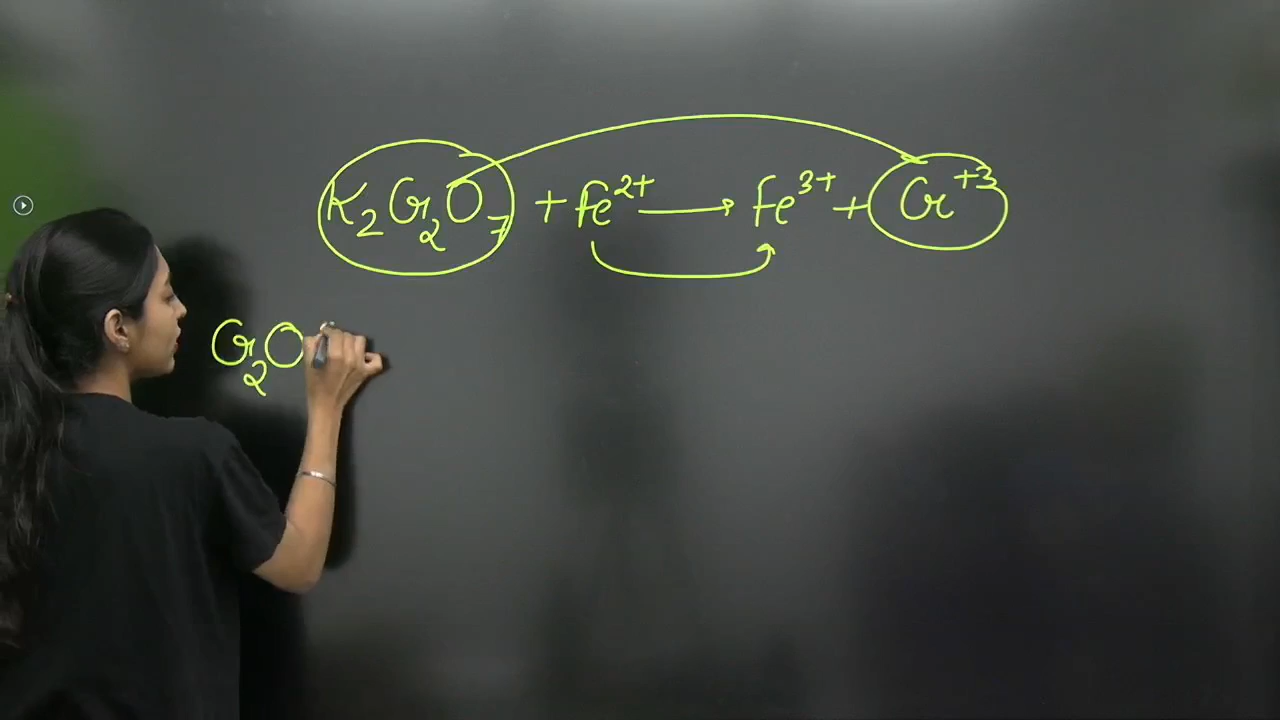 K₂Cr₂O₇ + Fe²⁺ → Fe³⁺ + Cr⁺³
Cr₂O